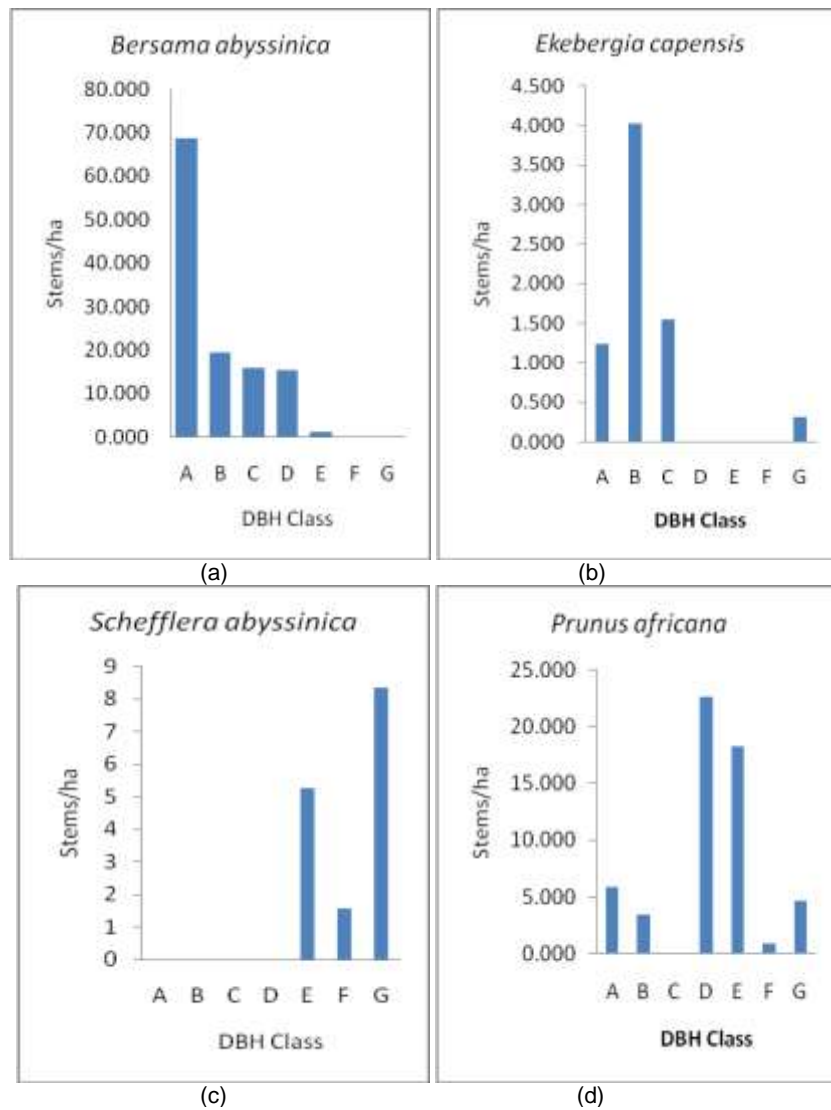 Bersama abyssinica
80.000
70.000
60.000
50.000
40.000
30.000
20.000
10.000
0.000
Stems/ha
A B C D E F G
DBH Class
(a)
Ekebergia capensis
4.500
4.000
3.500
3.000
2.500
2.000
1.500
1.000
0.500
0.000
Stems/ha
A B C D E F G
DBH Class
(b)
Schefflera abyssinica
9
8
7
6
5
4
3
2
1
0
Stems/ha
A B C D E F G
DBH Class
(c)
Prunus africana
25.000
20.000
15.000
10.000
5.000
0.000
Stems/ha
A B C D E F G
DBH Class
(d)